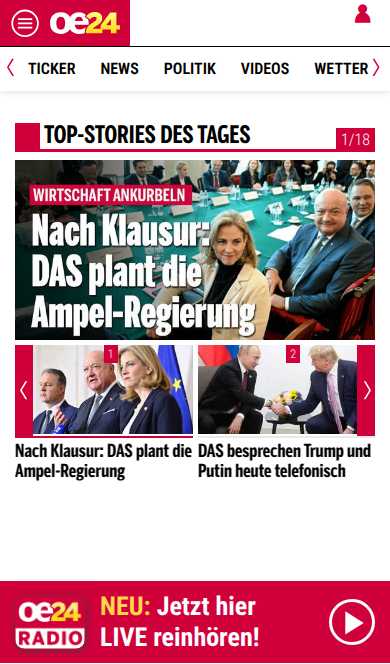 oe24
TICKER NEWS POLITIK VIDEOS WETTER
TOP-STORIES DES TAGES
1/18
WIRTSCHAFT ANKURBELN
Nach Klausur:
DAS plant die
Ampel-Regierung
1
2
Nach Klausur: DAS plant die
Ampel-Regierung
DAS besprechen Trump und
Putin heute telefonisch
oe24
RADIO
NEU: Jetzt hier
LIVE reinhören!